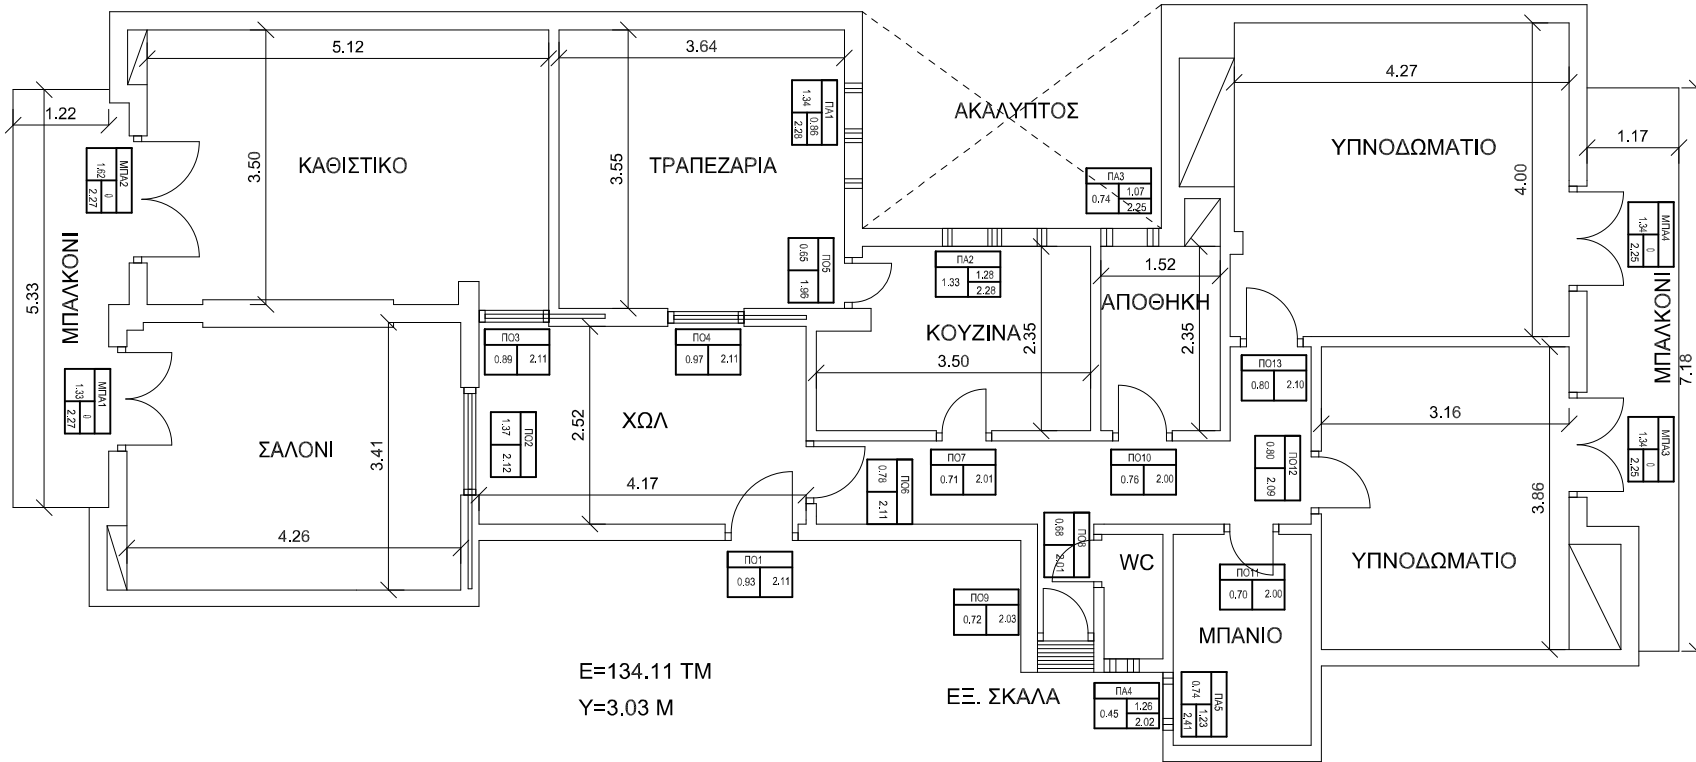 5.12
3.64
4.27
1.22
1.17
ΠΑ1
1.34 0.86
2.28
ΑΚΑΛΥΠΤΟΣ
ΥΠΝΟΔΩΜΑΤΙΟ
ΚΑΘΙΣΤΙΚΟ
ΤΡΑΠΕΖΑΡΙΑ
3.50
3.55
4.00
ΜΠΑ2
1.62 0
2.27
ΠΑ3
0.74 1.07
2.25
ΜΠΑ4
1.34 0
2.25
ΜΠΑΛΚΟΝΙ
5.33
ΠΟ5
0.65 1.96
ΠΑ2
1.33 1.28
2.28
1.52
ΑΠΟΘΗΚΗ
ΚΟΥΖΙΝΑ
2.35
2.35
3.50
ΜΠΑΛΚΟΝΙ
7.18
ΠΟ3
0.89 2.11
ΠΟ4
0.97 2.11
ΠΟ13
0.80 2.10
ΜΠΑ1
1.33 0
2.27
ΣΑΛΟΝΙ
3.41
ΠΟ2
1.37 2.12
2.52
ΧΩΛ
3.16
ΜΠΑ3
1.34 0
2.25
ΠΟ6
0.78 2.11
ΠΟ7
0.71 2.01
ΠΟ10
0.76 2.00
ΠΟ12
0.80 2.09
4.17
3.86
4.26
ΠΟ1
0.93 2.11
ΠΟ8
0.68 2.01
WC
ΠΟ11
0.70 2.00
ΥΠΝΟΔΩΜΑΤΙΟ
ΠΟ9
0.72 2.03
ΜΠΑΝΙΟ
Ε=134.11 ΤΜ
Υ=3.03 Μ
ΕΞ. ΣΚΑΛΑ
ΠΑ4
0.45 1.26
2.02
ΠΑ5
0.74 1.23
2.41